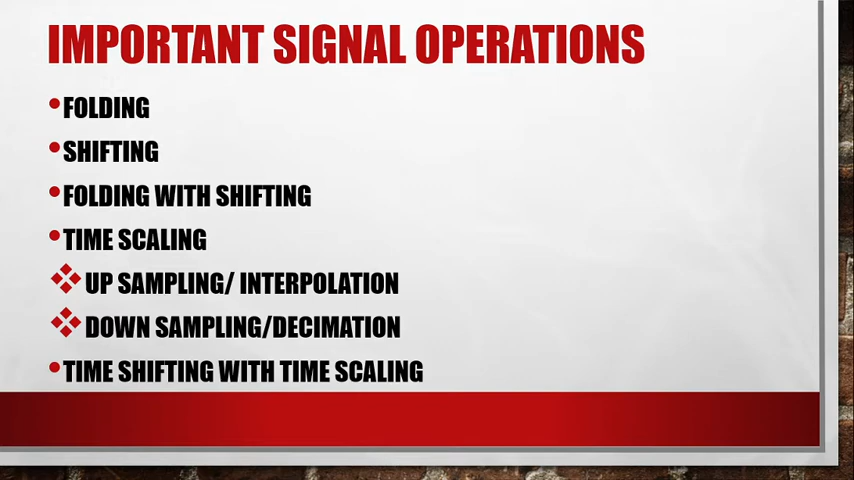 IMPORTANT SIGNAL OPERATIONS
•FOLDING
•SHIFTING
•FOLDING WITH SHIFTING
•TIME SCALING
❖UP SAMPLING/ INTERPOLATION
❖DOWN SAMPLING/DECIMATION
•TIME SHIFTING WITH TIME SCALING